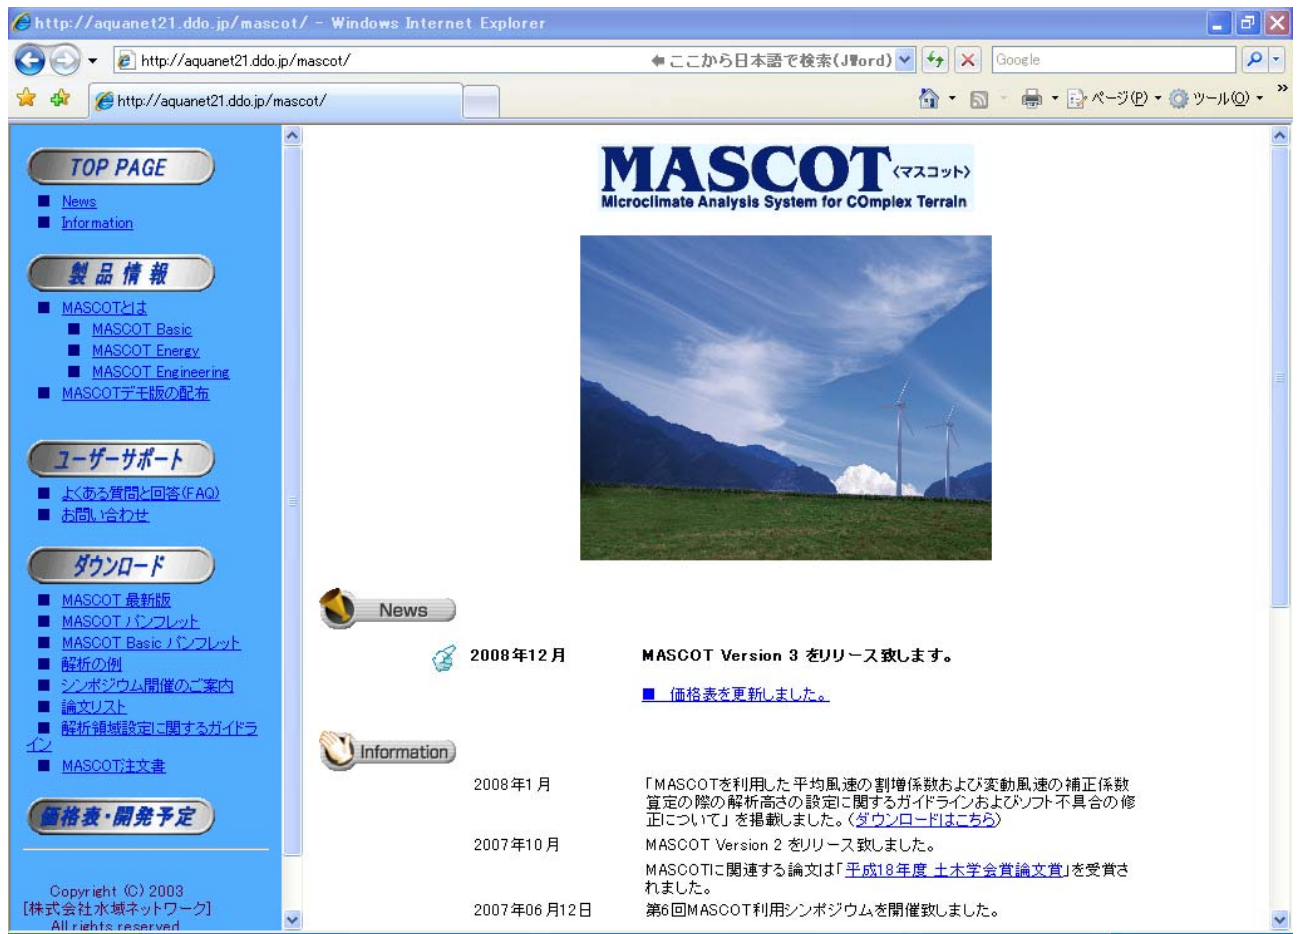 http://aquanet21.ddo.jp/mascot/ - Windows Internet Explorer
http://aquanet21.ddo.jp/mascot/
ここから日本語で検索(JWord)
Google
http://aquanet21.ddo.jp/mascot/
ページ(P)
ツール(O)
TOP PAGE
News
Information
製品情報
MASCOTとは
MASCOT Basic
MASCOT Energy
MASCOT Engineering
MASCOTデモ版の配布
ユーザーサポート
よくある質問と回答(FAQ)
お問い合わせ
ダウンロード
MASCOT 最新版
MASCOT パンフレット
MASCOT Basic パンフレット
解析の例
シンポジウム開催のご案内
論文リスト
解析領域設定に関するガイドラ
イン
MASCOT注文書
価格表・開発予定
Copyright (C) 2003
[株式会社水域ネットワーク]
All rights reserved
MASCOT〈マスコット〉
Microclimate Analysis System for COmplex Terrain
News
2008年12月 MASCOT Version 3 をリリース致します。
■ 価格表を更新しました。
Information
2008年1月 「MASCOTを利用した平均風速の割増係数および変動風速の補正係数
算定の際の解析高さの設定に関するガイドラインおよびソフト不具合の修
正について」を掲載しました。(ダウンロードはこちら)
2007年10月 MASCOT Version 2 をリリース致しました。
MASCOTに関連する論文は「平成18年度 土木学会賞論文賞」を受賞さ
れました。
2007年06月12日 第6回MASCOT利用シンポジウムを開催致しました。